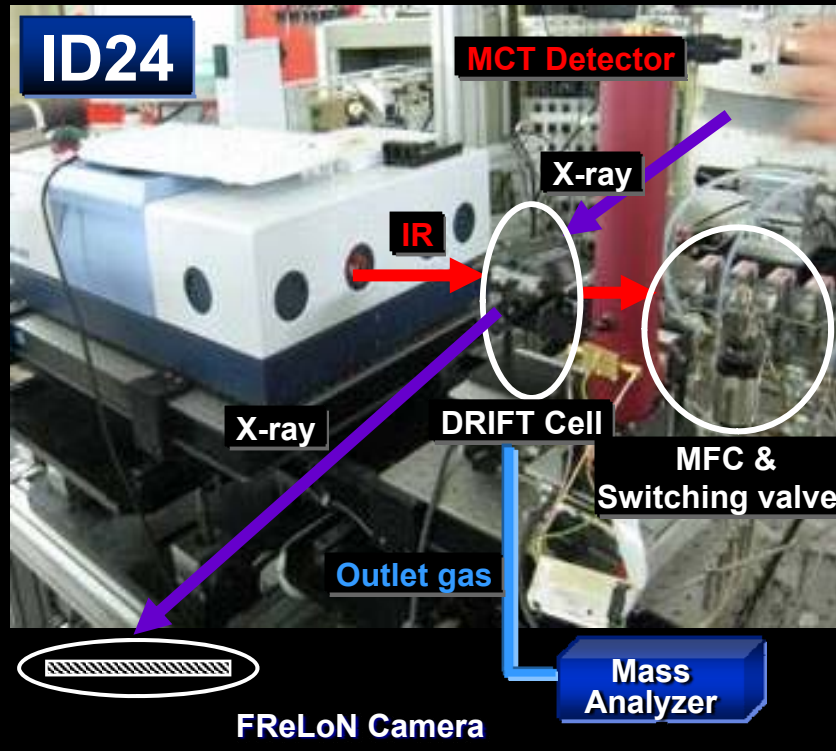 ID24
MCT Detector
X-ray
IR
X-ray
DRIFT Cell
MFC &
Switching valve
Outlet gas
Mass
Analyzer
FReLoN Camera